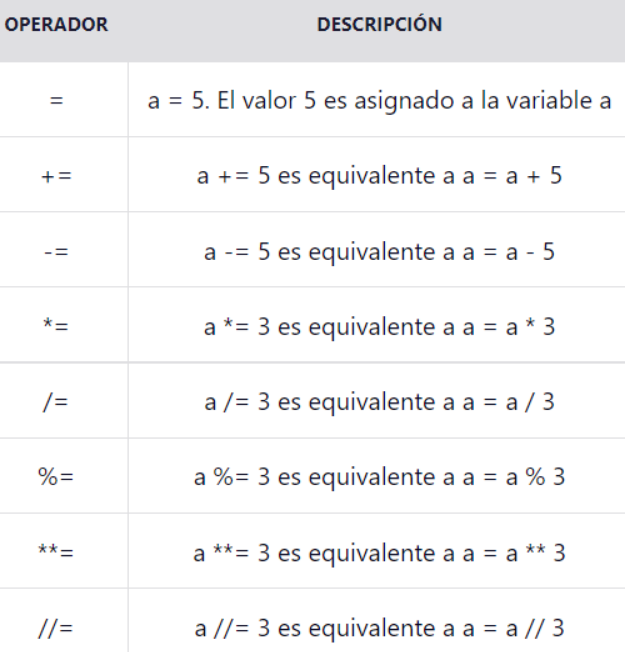 OPERADOR DESCRIPCIÓN
= a = 5. El valor 5 es asignado a la variable a
+= a += 5 es equivalente a a = a + 5
-= a -= 5 es equivalente a a = a - 5
*= a *= 3 es equivalente a a = a * 3
/= a /= 3 es equivalente a a = a / 3
%= a %= 3 es equivalente a a = a % 3
**= a **= 3 es equivalente a a = a ** 3
//= a //= 3 es equivalente a a = a // 3